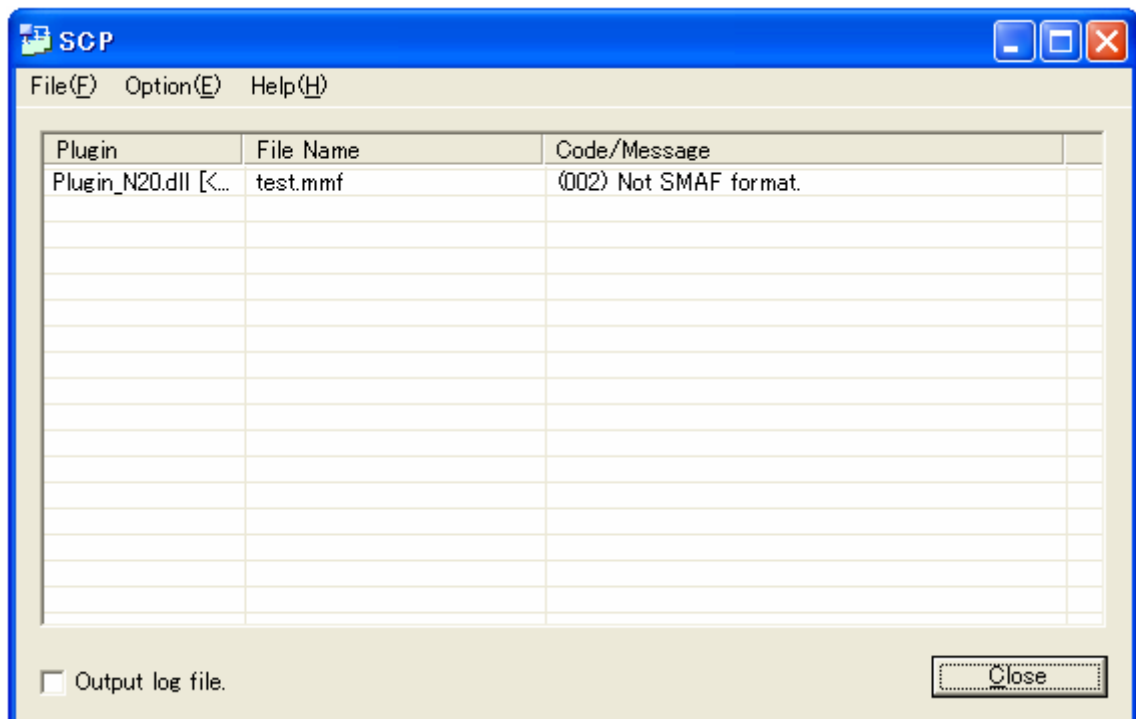 SCP
File(F) Option(E) Help(H)
Plugin File Name Code/Message
Plugin_N20.dll [<... test.mmf (002) Not SMAF format.
Output log file. Close